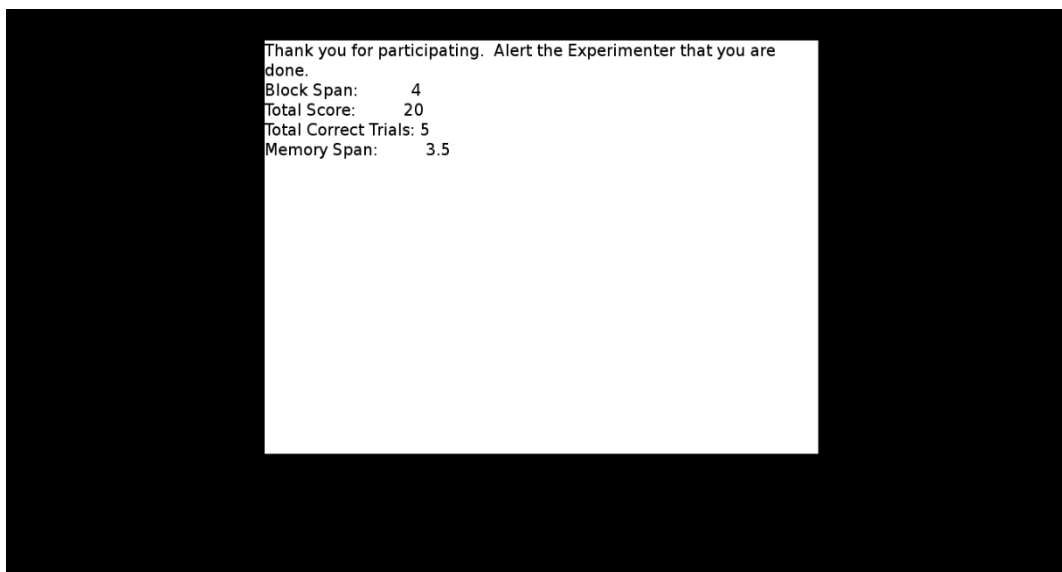 Thank you for participating.  Alert the Experimenter that you are
done.
Block Span:           4
Total Score:          20
Total Correct Trials: 5
Memory Span:          3.5